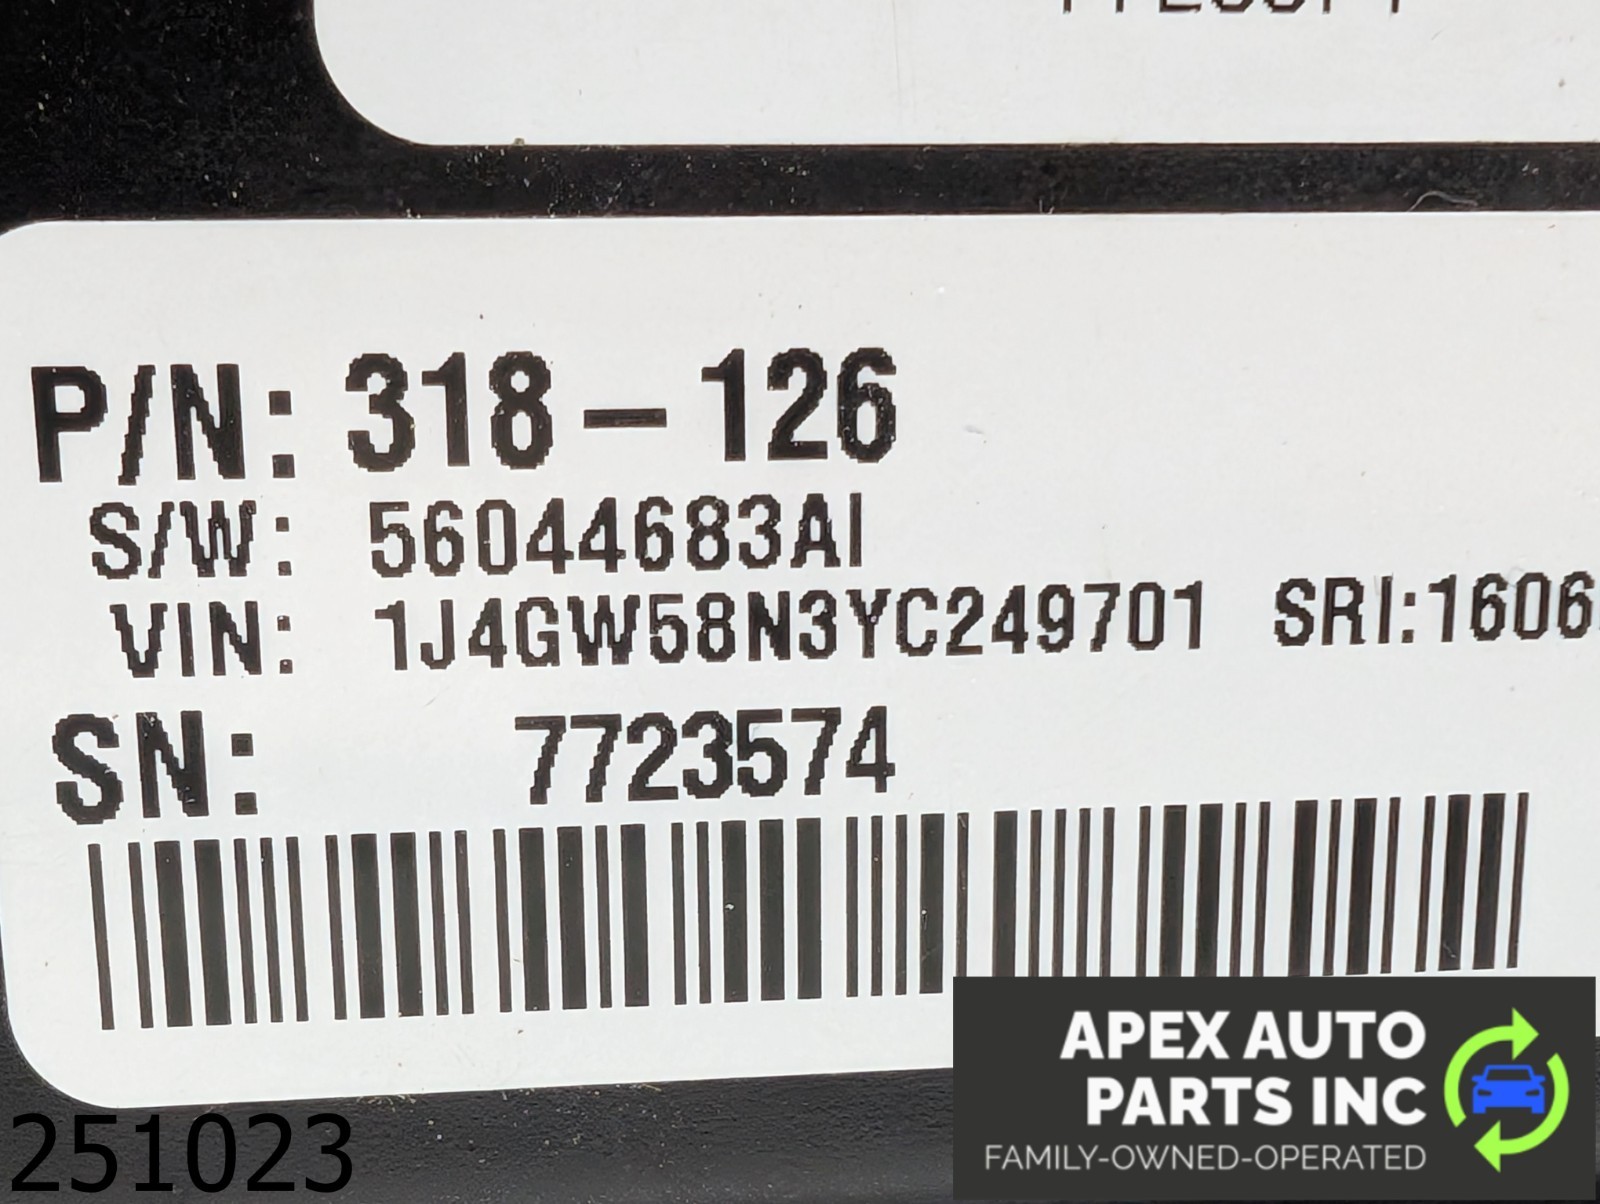 P/N: 318-126
S/W: 56044683AI
VIN: 1J4GW58N3YC249701 SRI:1606
SN: 7723574
APEX AUTO
PARTS INC
FAMILY-OWNED-OPERATED
251023